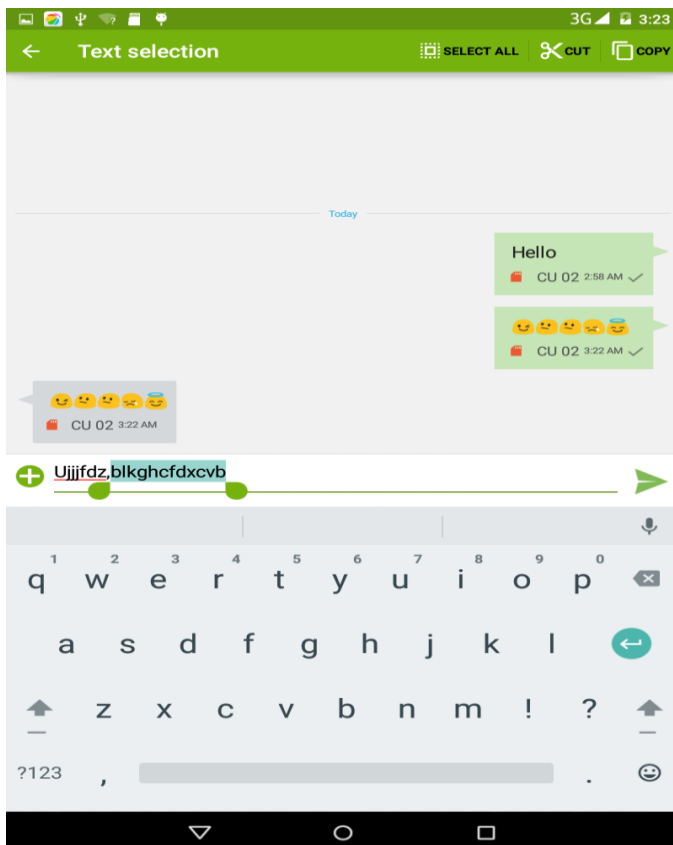 3G 3:23
Text selection SELECT ALL CUT COPY
Today
Hello
CU 02 2:58 AM
CU 02 3:22 AM
CU 02 3:22 AM
Ujjjfdz,blkghcfdxcvb
1 2 3 4 5 6 7 8 9 0
q w e r t y u i o p
a s d f g h j k l
z x c v b n m ! ?
?123 , .